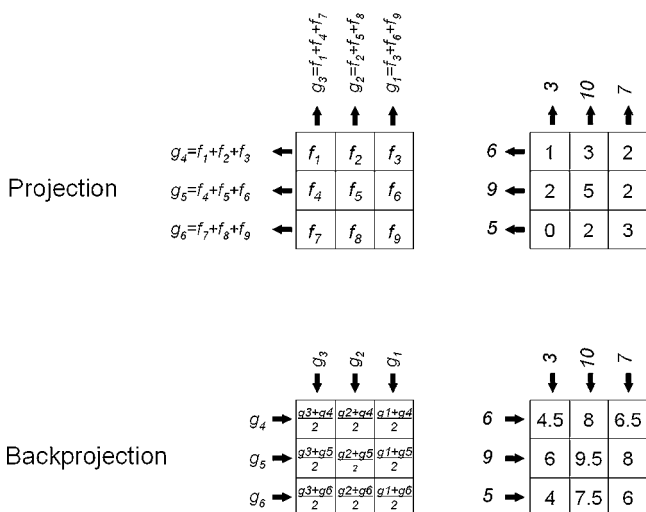 g3=f1+f4+f7 g2=f2+f5+f8 g1=f3+f6+f9
3 10 7
g4=f1+f2+f3 f1 f2 f3 6 1 3 2
Projection g5=f4+f5+f6 f4 f5 f6 9 2 5 2
g6=f7+f8+f9 f7 f8 f9 5 0 2 3
g3 g2 g1 3 10 7
g4 g3+g4/2 g2+g4/2 g1+g4/2 6 4.5 8 6.5
Backprojection g5 g3+g5/2 g2+g5/2 g1+g5/2 9 6 9.5 8
g6 g3+g6/2 g2+g6/2 g1+g6/2 5 4 7.5 6